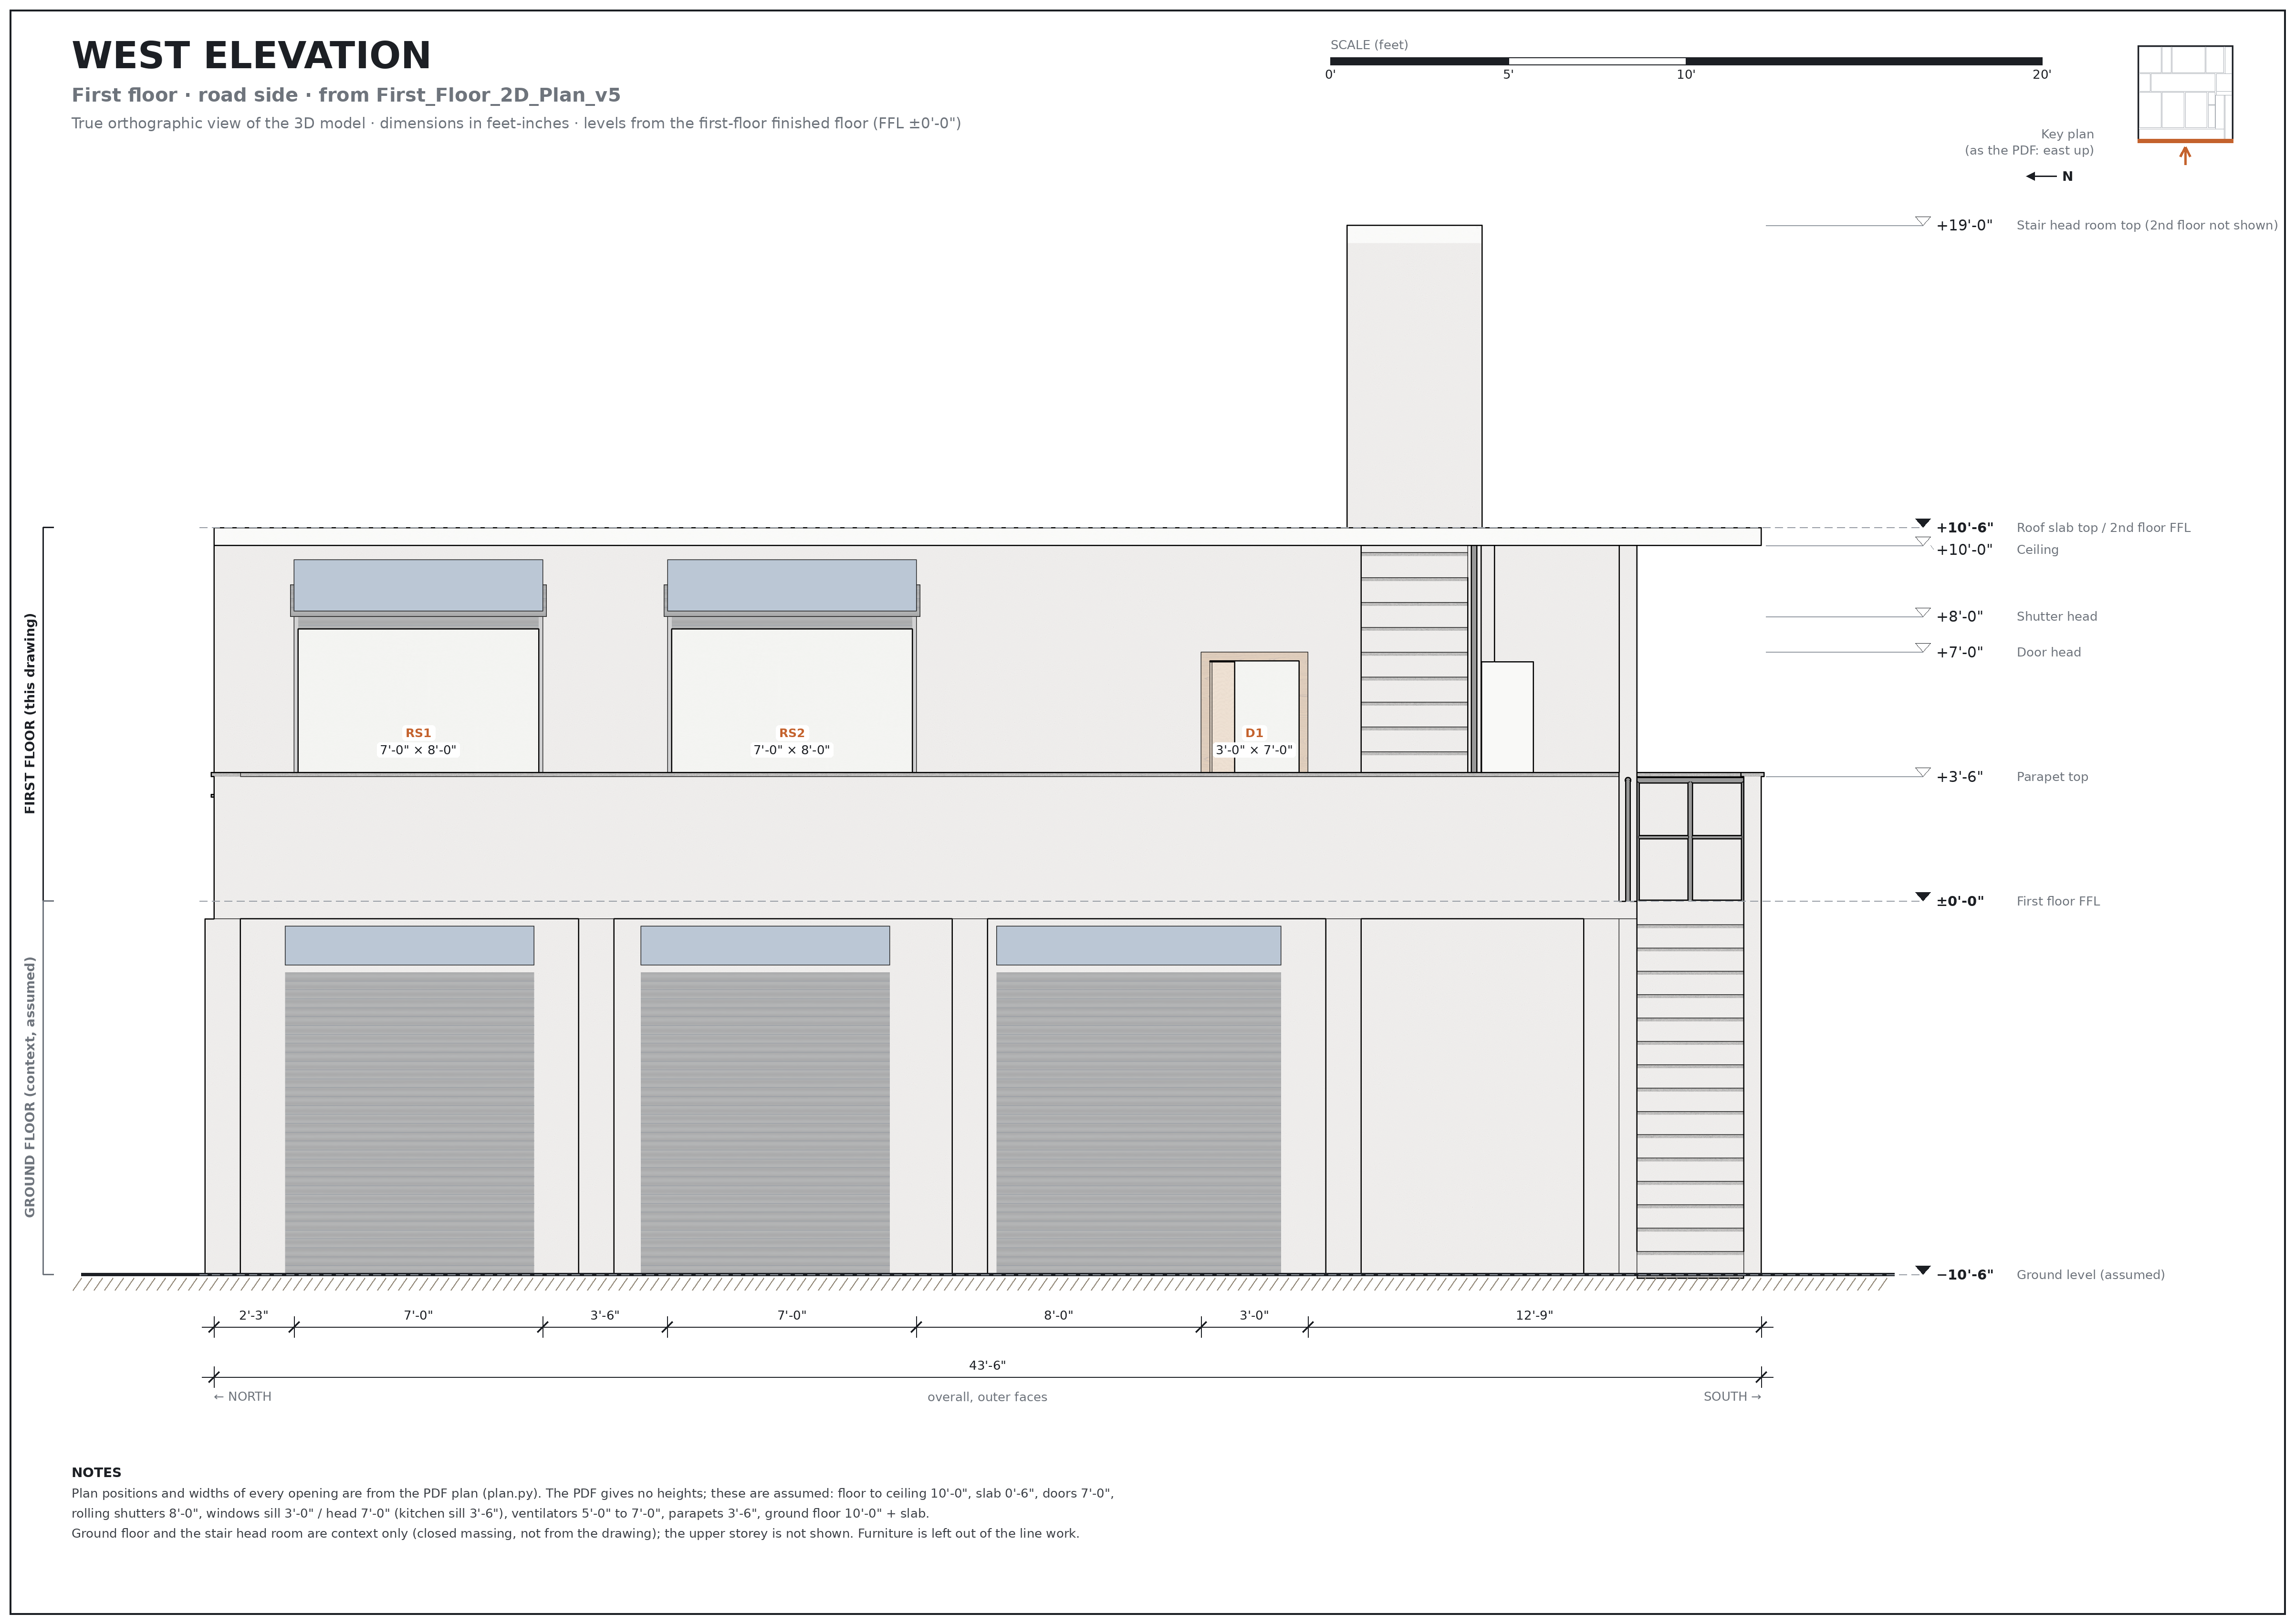 WEST ELEVATION
First floor · road side · from First_Floor_2D_Plan_v5
True orthographic view of the 3D model · dimensions in feet-inches · levels from the first-floor finished floor (FFL ±0'-0")
SCALE (feet)
0' 5' 10' 20'
Key plan
(as the PDF: east up)
N
+19'-0" Stair head room top (2nd floor not shown)
+10'-6" Roof slab top / 2nd floor FFL
+10'-0" Ceiling
+8'-0" Shutter head
+7'-0" Door head
+3'-6" Parapet top
±0'-0" First floor FFL
−10'-6" Ground level (assumed)
FIRST FLOOR (this drawing)
GROUND FLOOR (context, assumed)
RS1
7'-0" × 8'-0"
RS2
7'-0" × 8'-0"
D1
3'-0" × 7'-0"
2'-3" 7'-0" 3'-6" 7'-0" 8'-0" 3'-0" 12'-9"
43'-6"
← NORTH overall, outer faces SOUTH →
NOTES
Plan positions and widths of every opening are from the PDF plan (plan.py). The PDF gives no heights; these are assumed: floor to ceiling 10'-0", slab 0'-6", doors 7'-0",
rolling shutters 8'-0", windows sill 3'-0" / head 7'-0" (kitchen sill 3'-6"), ventilators 5'-0" to 7'-0", parapets 3'-6", ground floor 10'-0" + slab.
Ground floor and the stair head room are context only (closed massing, not from the drawing); the upper storey is not shown. Furniture is left out of the line work.